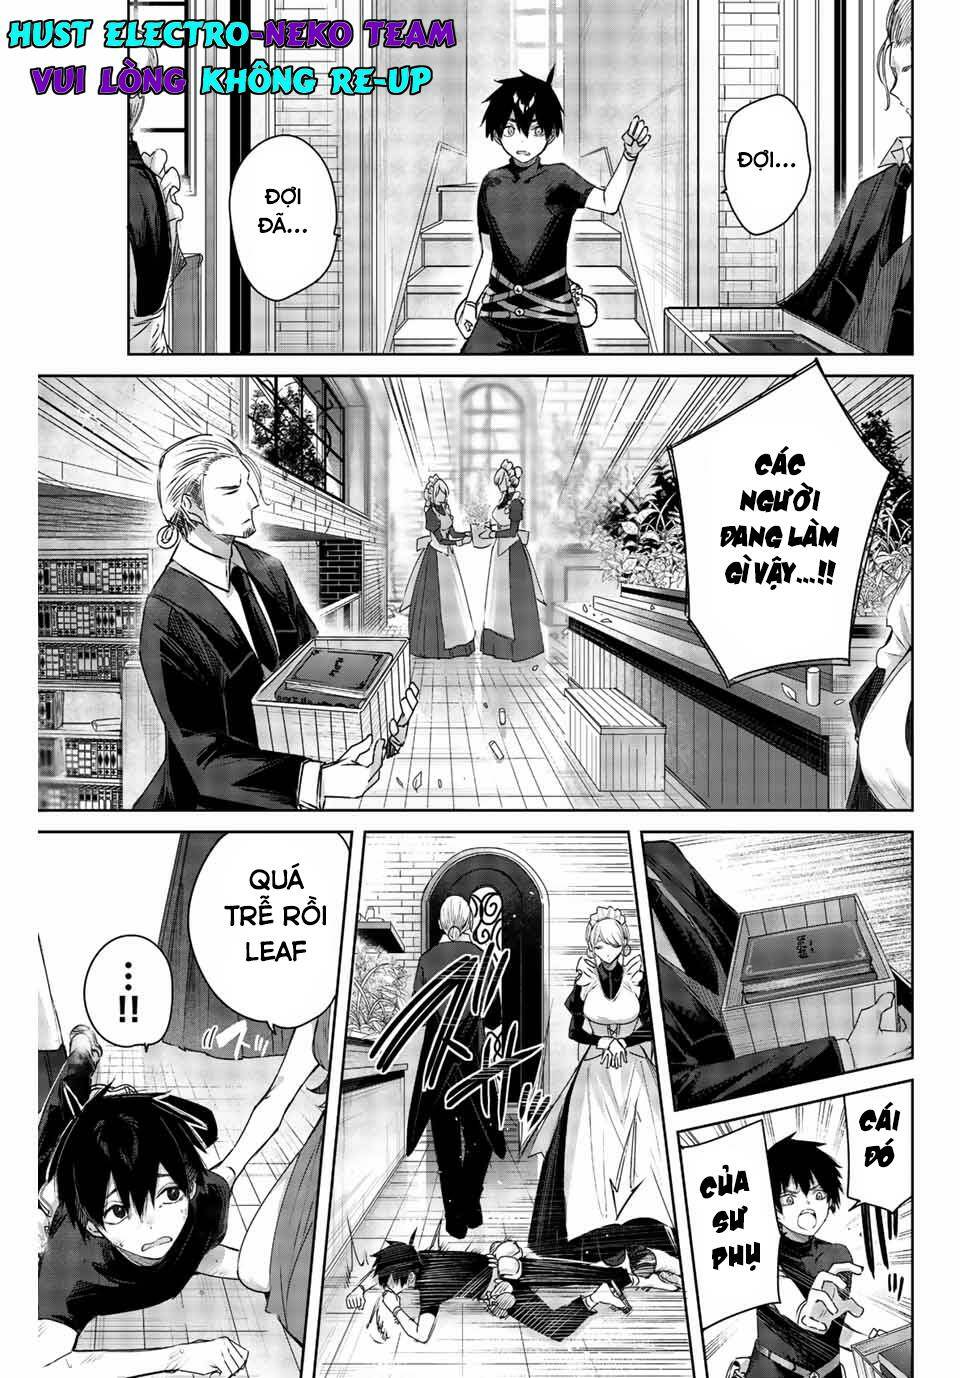 HUST ELECTRO-NEKO TEAM
VUI LÒNG KHÔNG RE-UP
ĐỢI...
ĐỢI
ĐÃ...
CÁC
NGƯỜI
ĐANG LÀM
GÌ VẬY...!!
CÁI
ĐÓ
CỦA
SƯ
PHỤ
QUÁ
TRỄ RỒI
LEAF
...!!